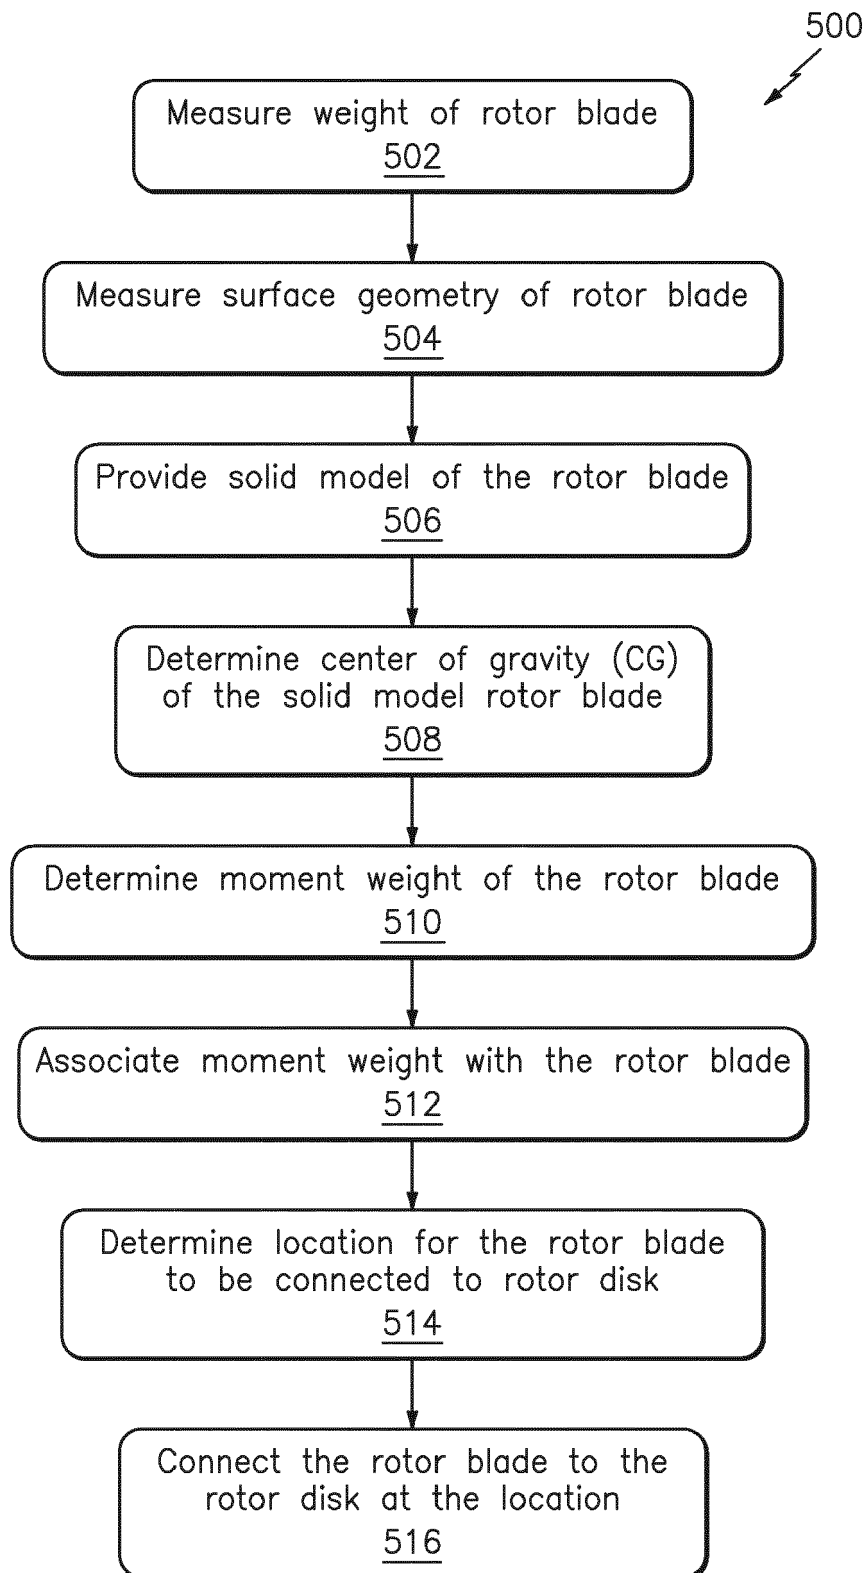 500
Measure weight of rotor blade
502
Measure surface geometry of rotor blade
504
Provide solid model of the rotor blade
506
Determine center of gravity (CG)
of the solid model rotor blade
508
Determine moment weight of the rotor blade
510
Associate moment weight with the rotor blade
512
Determine location for the rotor blade
to be connected to rotor disk
514
Connect the rotor blade to the
rotor disk at the location
516